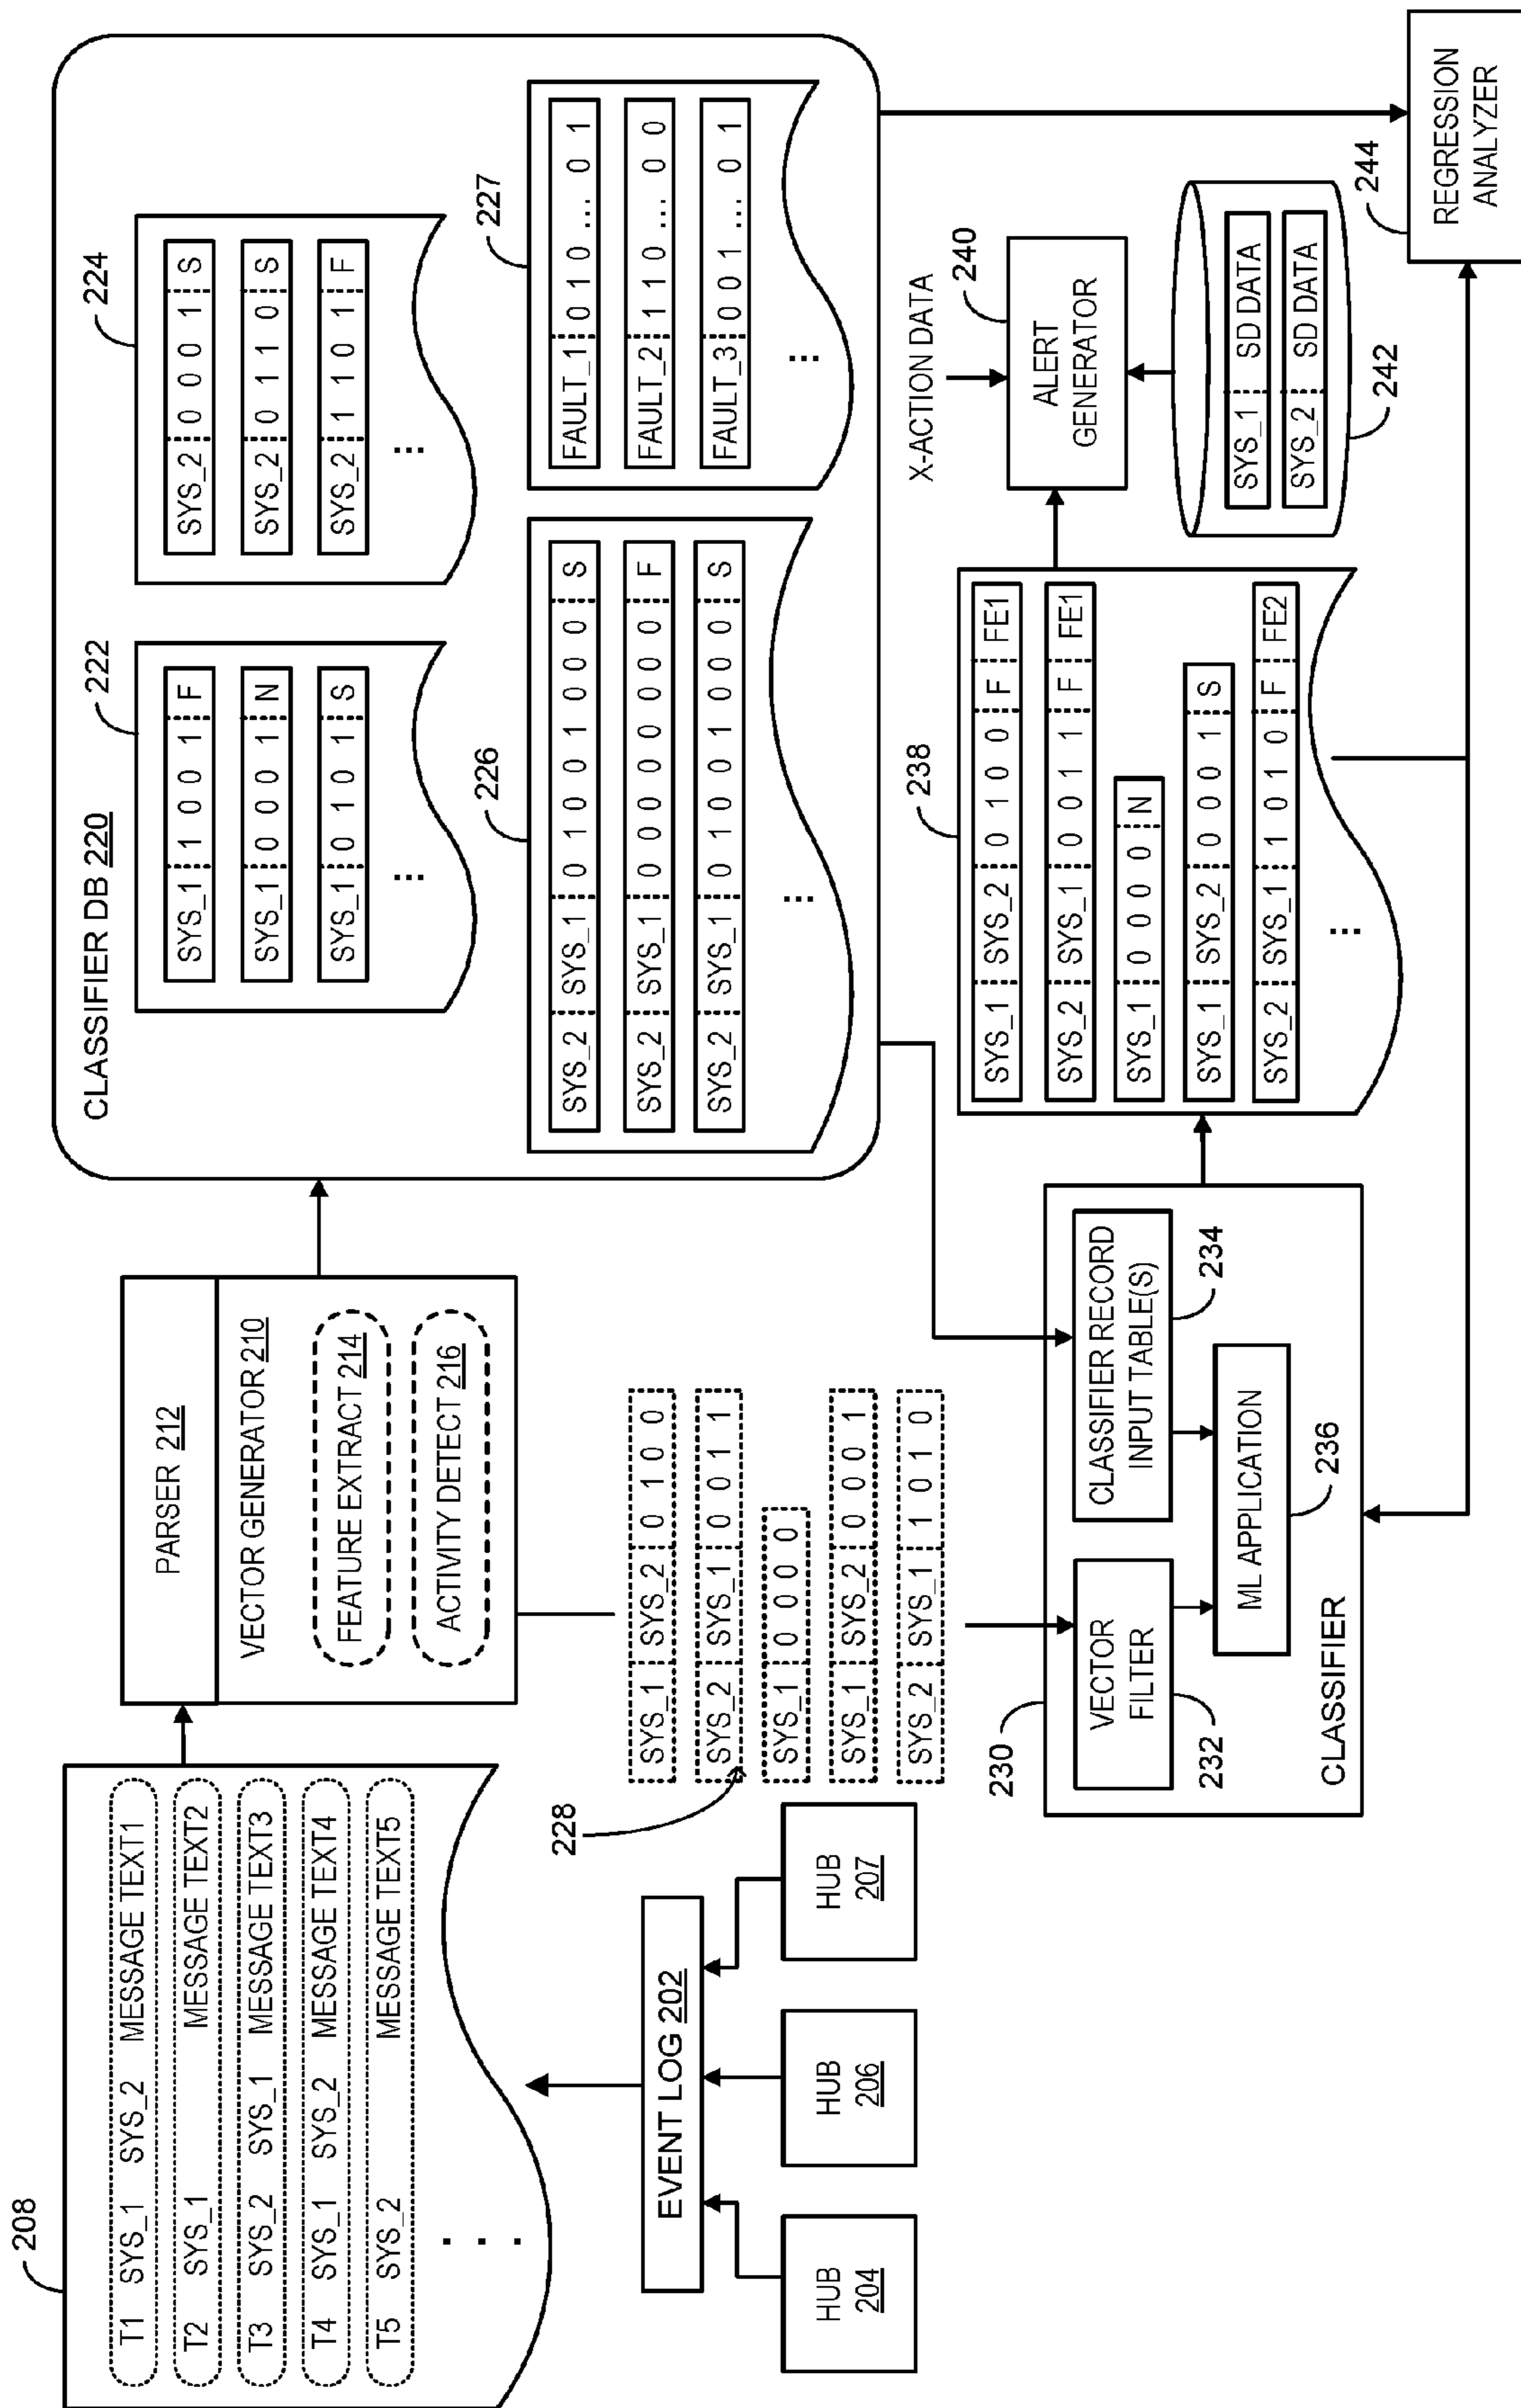 208
T1 SYS_1 SYS_2 MESSAGE TEXT1
T2 SYS_1 MESSAGE TEXT2
T3 SYS_2 SYS_1 MESSAGE TEXT3
T4 SYS_1 SYS_2 MESSAGE TEXT4
T5 SYS_2 MESSAGE TEXT5
. . .
EVENT LOG 202
HUB
204
HUB
206
HUB
207
PARSER 212
VECTOR GENERATOR 210
FEATURE EXTRACT 214
ACTIVITY DETECT 216
228
SYS_1 SYS_2 0 1 0 0
SYS_2 SYS_1 0 0 1 1
SYS_1 0 0 0 0
SYS_1 SYS_2 0 0 0 1
SYS_2 SYS_1 1 0 1 0
CLASSIFIER DB 220
222
SYS_1 1 0 0 1 F
SYS_1 0 0 0 1 N
SYS_1 0 1 0 1 S
...
224
SYS_2 0 0 0 1 S
SYS_2 0 1 1 0 S
SYS_2 1 1 0 1 F
...
226
SYS_2 SYS_1 0 1 0 0 1 0 0 0 S
SYS_2 SYS_1 0 0 0 0 0 0 0 0 F
SYS_2 SYS_1 0 1 0 0 1 0 0 0 S
...
227
FAULT_1 0 1 0 ... 0 1
FAULT_2 1 1 0 ... 0 0
FAULT_3 0 0 1 ... 0 1
...
230
VECTOR
FILTER
232
CLASSIFIER RECORD
INPUT TABLE(S)
234
ML APPLICATION
236
CLASSIFIER
238
SYS_1 SYS_2 0 1 0 0 F FE1
SYS_2 SYS_1 0 0 1 1 F FE1
SYS_1 0 0 0 0 N
SYS_1 SYS_2 0 0 0 1 S
SYS_2 SYS_1 1 0 1 0 F FE2
...
X-ACTION DATA
240
ALERT
GENERATOR
SYS_1 SD DATA
SYS_2 SD DATA
242
244
REGRESSION
ANALYZER